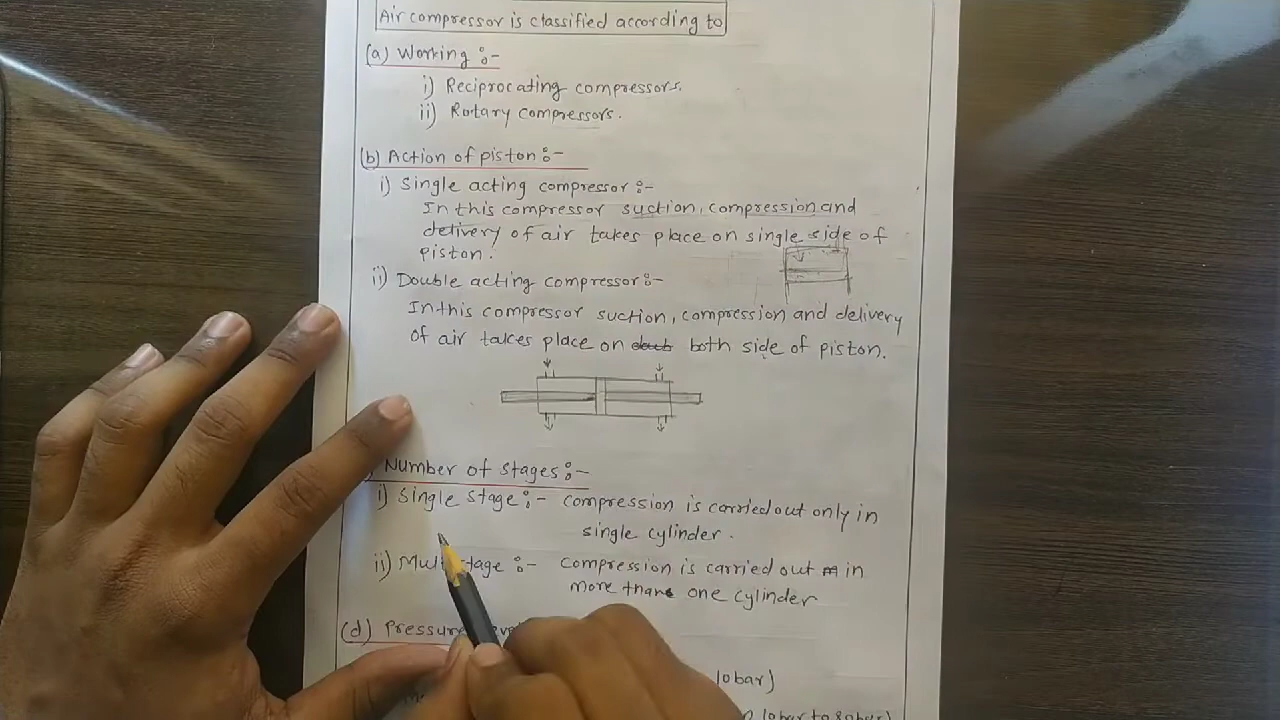 Air compressor is classified according to
(a) Working :-
i) Reciprocating compressors.
ii) Rotary compressors.
(b) Action of piston :-
i) Single acting compressor :-
In this compressor suction, compression and
delivery of air takes place on single side of
piston.
ii) Double acting compressor :-
In this compressor suction, compression and delivery
of air takes place on both side of piston.
Number of stages :-
i) Single stage :- compression is carried out only in
single cylinder.
ii) :- compression is carried out in
more than one cylinder
(d) Pressure
10bar)
10bar to 80bar)